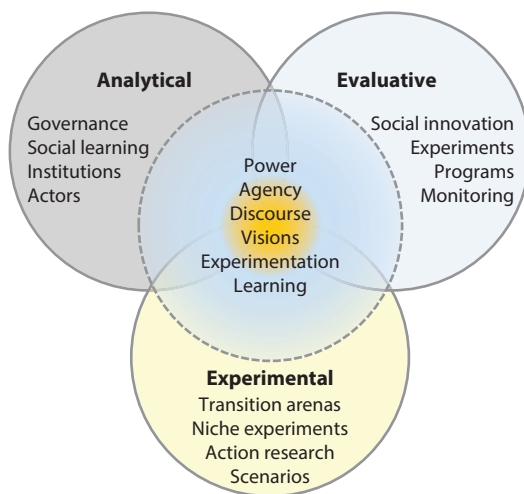 Analytical
Governance
Social learning
Institutions
Actors
Evaluative
Social innovation
Experiments
Programs
Monitoring
Power
Agency
Discourse
Visions
Experimentation
Learning
Experimental
Transition arenas
Niche experiments
Action research
Scenarios